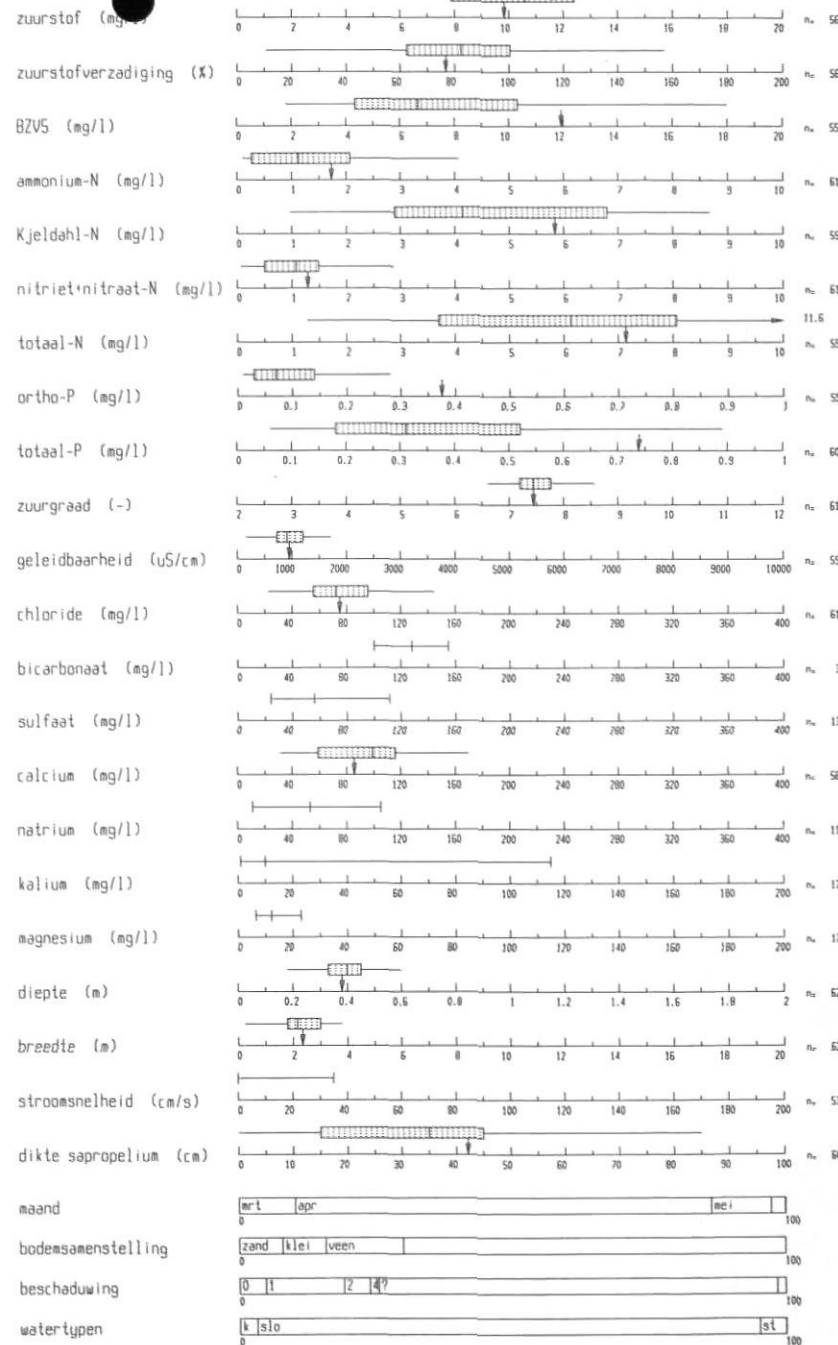 zuurstof (mg/l) 0 2 4 6 8 10 12 14 16 18 20 n=
zuurstofverzadiging (%) 0 20 40 60 80 100 120 140 160 180 200 n=
BZV5 (mg/l) 0 2 4 6 8 10 12 14 16 18 20 n= 55
ammonium-N (mg/l) 0 1 2 3 4 5 6 7 8 9 10 n= 61
Kjeldahl-N (mg/l) 0 1 2 3 4 5 6 7 8 9 10 n= 55
nitriet+nitraat-N (mg/l) 0 1 2 3 4 5 6 7 8 9 10 n= 61
11.6
totaal-N (mg/l) 0 1 2 3 4 5 6 7 8 9 10 n= 55
ortho-P (mg/l) 0 0.1 0.2 0.3 0.4 0.5 0.6 0.7 0.8 0.9 1 n= 55
totaal-P (mg/l) 0 0.1 0.2 0.3 0.4 0.5 0.6 0.7 0.8 0.9 1 n= 60
zuurgraad (-) 2 3 4 5 6 7 8 9 10 11 12 n= 61
geleidbaarheid (uS/cm) 0 1000 2000 3000 4000 5000 6000 7000 8000 9000 10000 n= 55
chloride (mg/l) 0 40 80 120 160 200 240 280 320 360 400 n= 61
bicarbonaat (mg/l) 0 40 80 120 160 200 240 280 320 360 400 n=
sulfaat (mg/l) 0 40 80 120 160 200 240 280 320 360 400 n=
calcium (mg/l) 0 40 80 120 160 200 240 280 320 360 400 n=
natrium (mg/l) 0 40 80 120 160 200 240 280 320 360 400 n=
kalium (mg/l) 0 20 40 60 80 100 120 140 160 180 200 n=
magnesium (mg/l) 0 20 40 60 80 100 120 140 160 180 200 n=
diepte (m) 0 0.2 0.4 0.6 0.8 1 1.2 1.4 1.6 1.8 2 n= 62
breedte (m) 0 2 4 6 8 10 12 14 16 18 20 n= 62
stroomsnelheid (cm/s) 0 20 40 60 80 100 120 140 160 180 200 n=
dikte sapropelium (cm) 0 10 20 30 40 50 60 70 80 90 100 n=
maand mrt apr mei
0 100
bodemsamenstelling zand klei veen
0 100
beschaduwing 0 1 2 4 ?
0 100
watertypen k slo st
0 100